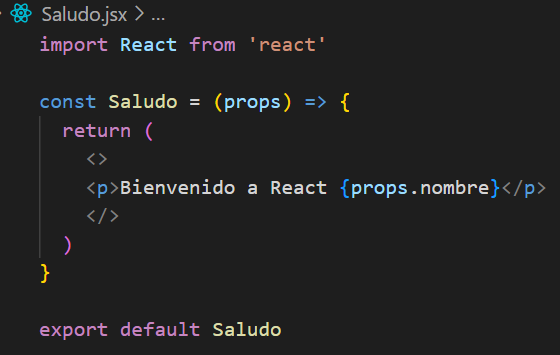 Saludo.jsx > ...
import React from 'react'
const Saludo = (props) => {
return (
<>
<p>Bienvenido a React {props.nombre}</p>
</>
)
}
export default Saludo